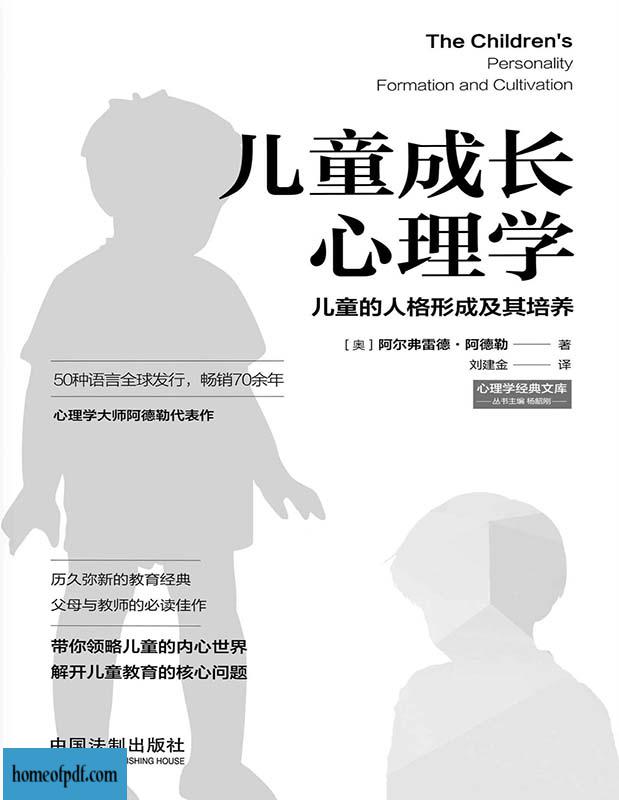 The Children's
Personality
Formation and Cultivation
儿童成长
心理学
儿童的人格形成及其培养
［奥］阿尔弗雷德·阿德勒 —— 著
刘建金 —— 译
心理学经典文库
丛书主编 杨韶刚
50种语言全球发行，畅销70余年
心理学大师阿德勒代表作
历久弥新的教育经典
父母与教师的必读佳作
带你领略儿童的内心世界
解开儿童教育的核心问题
中国法制出版社
HING HOUSE
homeofpdf.com